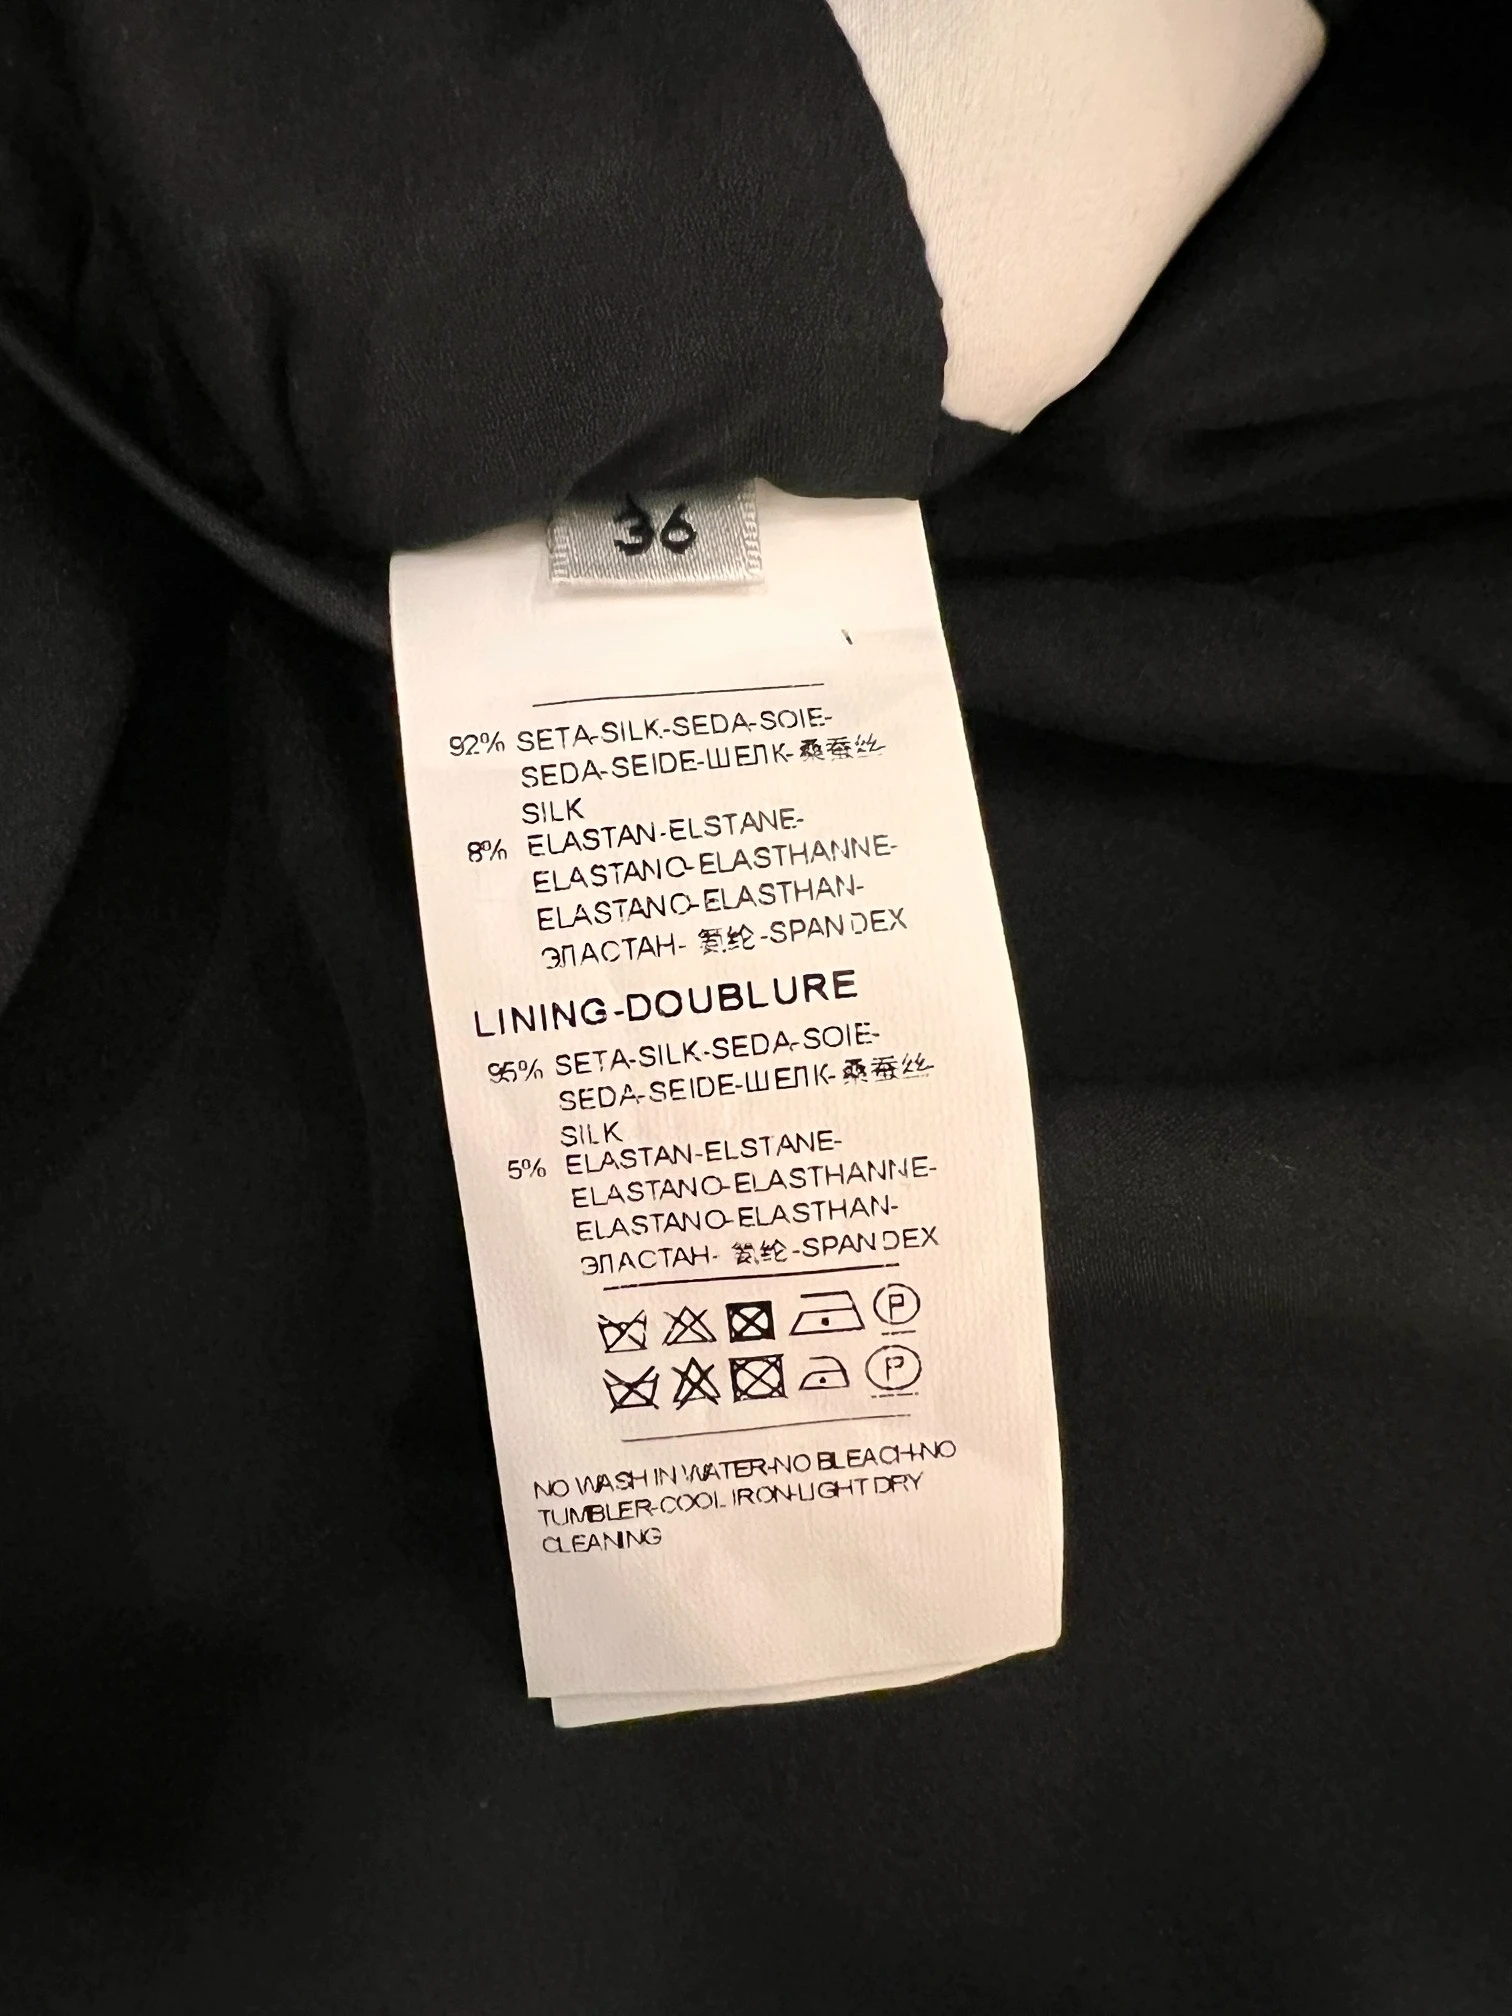 36
92% SETA-SILK-SEDA-SOIE-
SEDA-SEIDE-ШЕЛК-桑蚕丝
SILK
8% ELASTAN-ELSTANE-
ELASTANO-ELASTHANNE-
ELASTANO-ELASTHAN-
ЭЛАСТАН-氨纶-SPANDEX
LINING-DOUBLURE
95% SETA-SILK-SEDA-SOIE-
SEDA-SEIDE-ШЕЛК-桑蚕丝
SILK
5% ELASTAN-ELSTANE-
ELASTANO-ELASTHANNE-
ELASTANO-ELASTHAN-
ЭЛАСТАН-氨纶-SPANDEX
P
P
NO WASH IN WATER-NO BLEACH-NO
TUMBLER-COOL IRON-LIGHT DRY
CLEANING